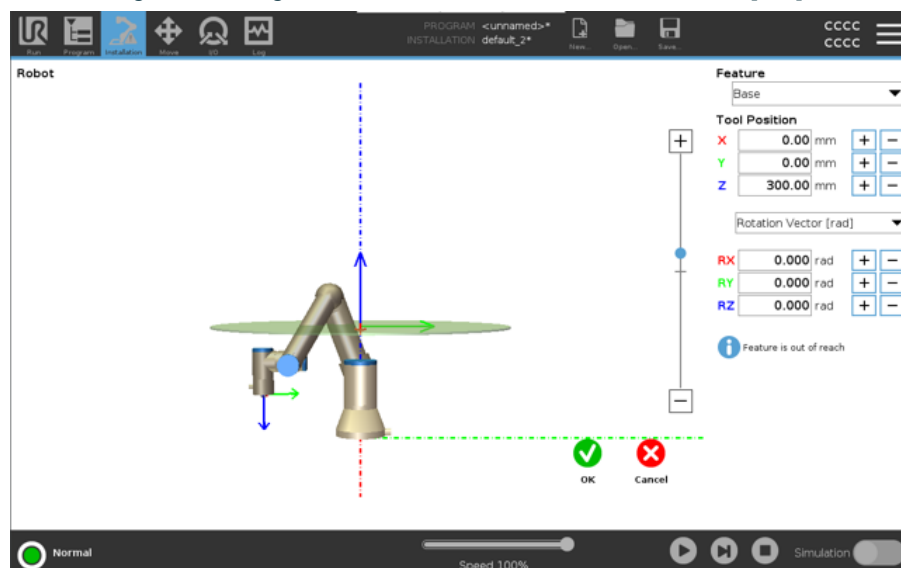 UR
Run
Program
Installation
Move
I/O
Log
PROGRAM <unnamed>*
INSTALLATION default_2*
New...
Open...
Save...
cccc
cccc
Robot
Feature
Base
Tool Position
X 0.00 mm + −
Y 0.00 mm + −
Z 300.00 mm + −
Rotation Vector [rad]
RX 0.000 rad + −
RY 0.000 rad + −
RZ 0.000 rad + −
i Feature is out of reach
+
−
OK
Cancel
Normal
Speed 100%
Simulation